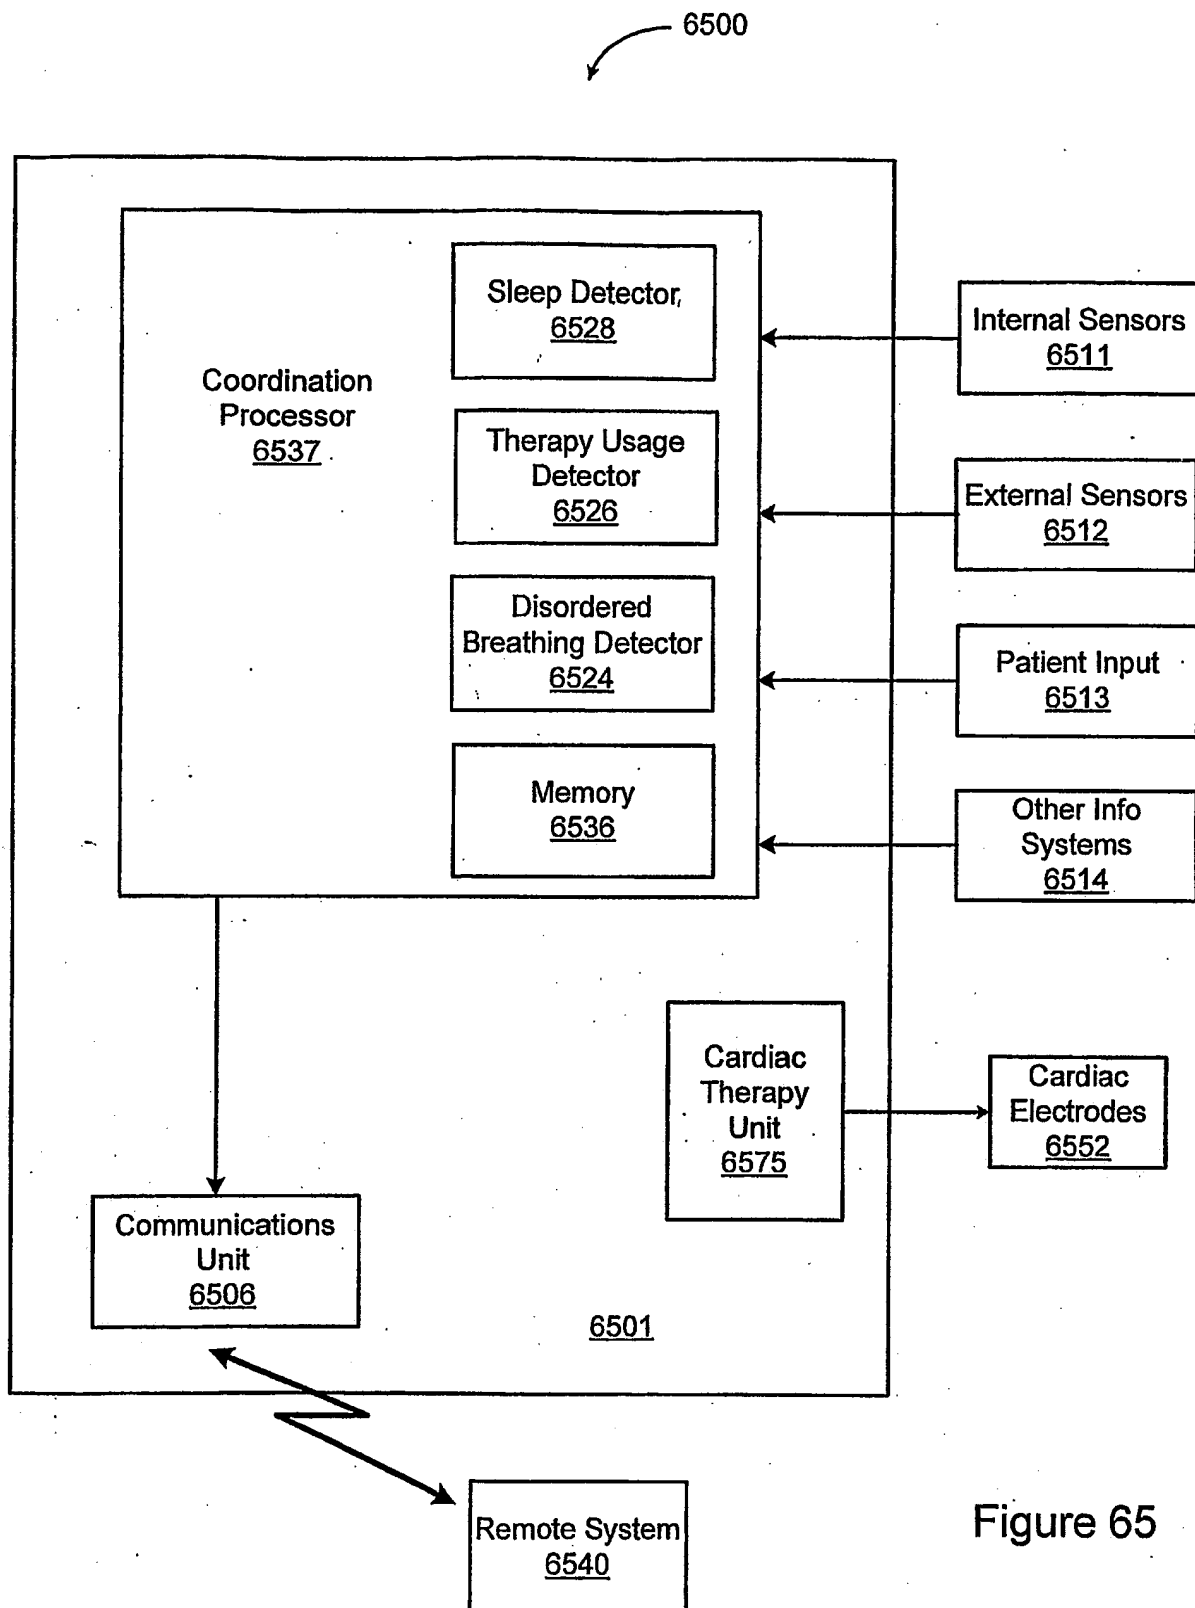 6500
Sleep Detector
6528
Coordination
Processor
6537
Therapy Usage
Detector
6526
Disordered
Breathing Detector
6524
Memory
6536
Internal Sensors
6511
External Sensors
6512
Patient Input
6513
Other Info
Systems
6514
Cardiac
Therapy
Unit
6575
Cardiac
Electrodes
6552
Communications
Unit
6506
6501
Remote System
6540
Figure 65